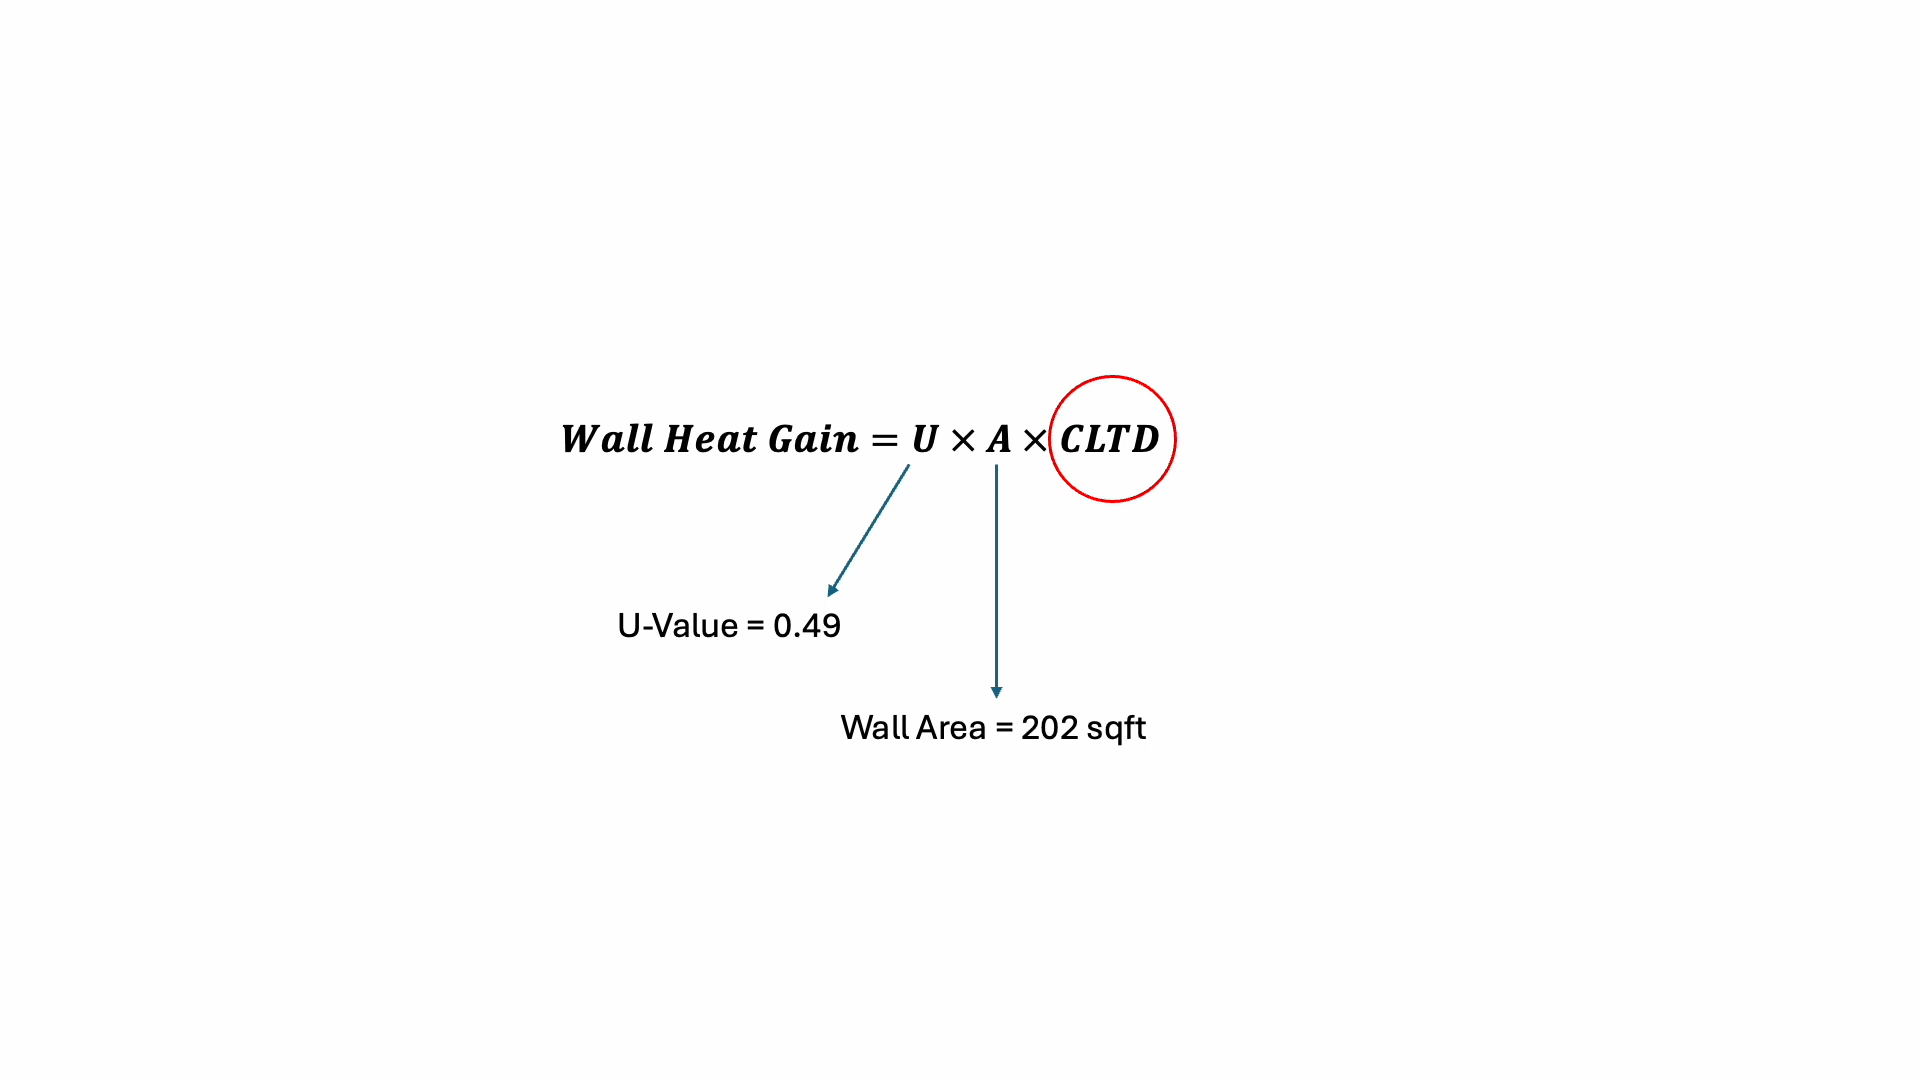 Wall Heat Gain = U × A × CLTD
U-Value = 0.49
Wall Area = 202 sqft